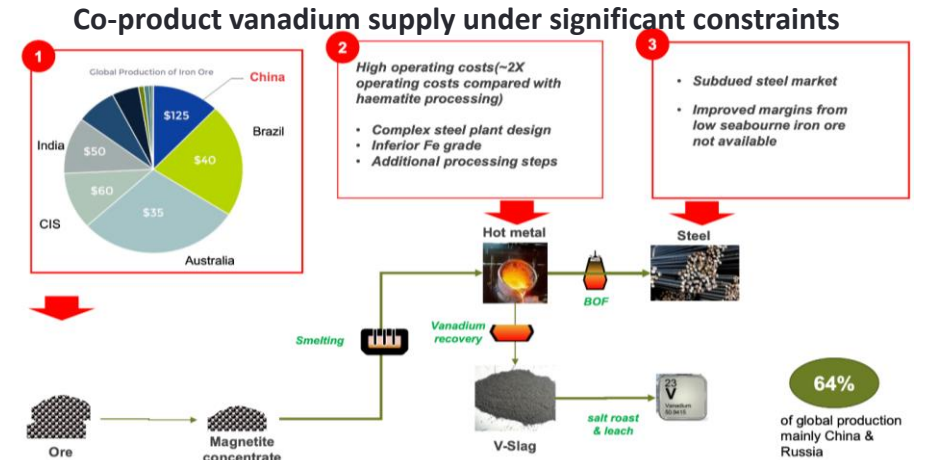 Co-product vanadium supply under significant constraints
1
Global Production of Iron Ore
China
$125
Brazil
$40
India
$50
$60
$35
CIS
Australia
2
High operating costs(~2X
operating costs compared with
haematite processing)
• Complex steel plant design
• Inferior Fe grade
• Additional processing steps
3
• Subdued steel market
• Improved margins from
low seabourne iron ore
not available
Hot metal
Steel
BOF
Smelting
Vanadium
recovery
23
V
Vanadium
50.9415
64%
of global production
mainly China &
Russia
salt roast
& leach
V-Slag
Ore
Magnetite
concentrate